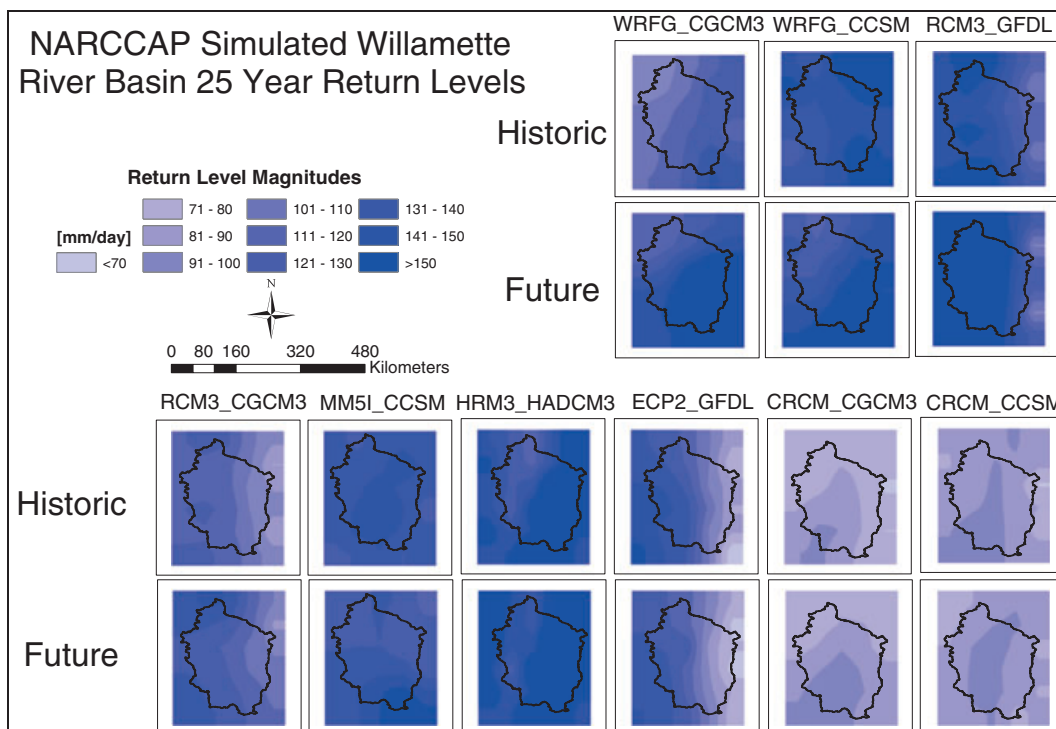 NARCCAP Simulated Willamette
River Basin 25 Year Return Levels
WRFG_CGCM3 WRFG_CCSM RCM3_GFDL
Historic
Future
Return Level Magnitudes
71 - 80 101 - 110 131 - 140
[mm/day] 81 - 90 111 - 120 141 - 150
<70 91 - 100 121 - 130 >150
N
0 80 160 320 480
Kilometers
RCM3_CGCM3 MM5I_CCSM HRM3_HADCM3 ECP2_GFDL CRCM_CGCM3 CRCM_CCSM
Historic
Future